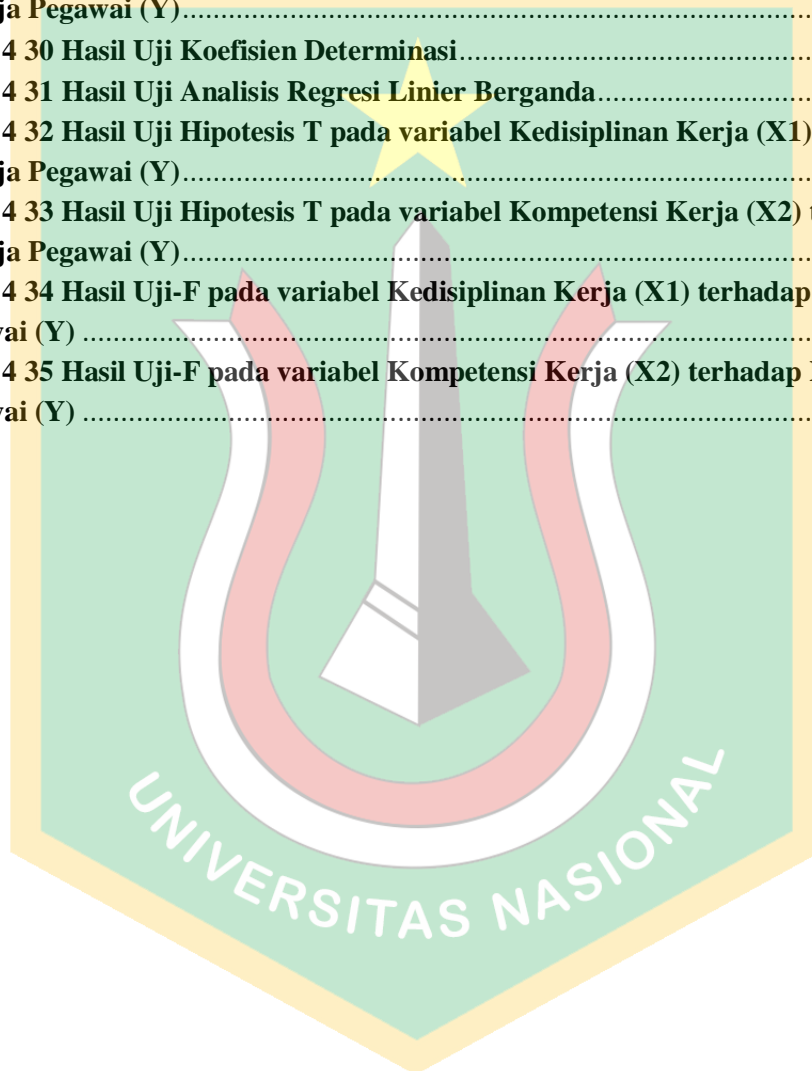 ja Pegawai (Y)
4 30 Hasil Uji Koefisien Determinasi
4 31 Hasil Uji Analisis Regresi Linier Berganda
4 32 Hasil Uji Hipotesis T pada variabel Kedisiplinan Kerja (X1)
ja Pegawai (Y)
4 33 Hasil Uji Hipotesis T pada variabel Kompetensi Kerja (X2)
ja Pegawai (Y)
4 34 Hasil Uji-F pada variabel Kedisiplinan Kerja (X1) terhadap
ai (Y)
4 35 Hasil Uji-F pada variabel Kompetensi Kerja (X2) terhadap
ai (Y)
UNIVERSITAS NASIONAL